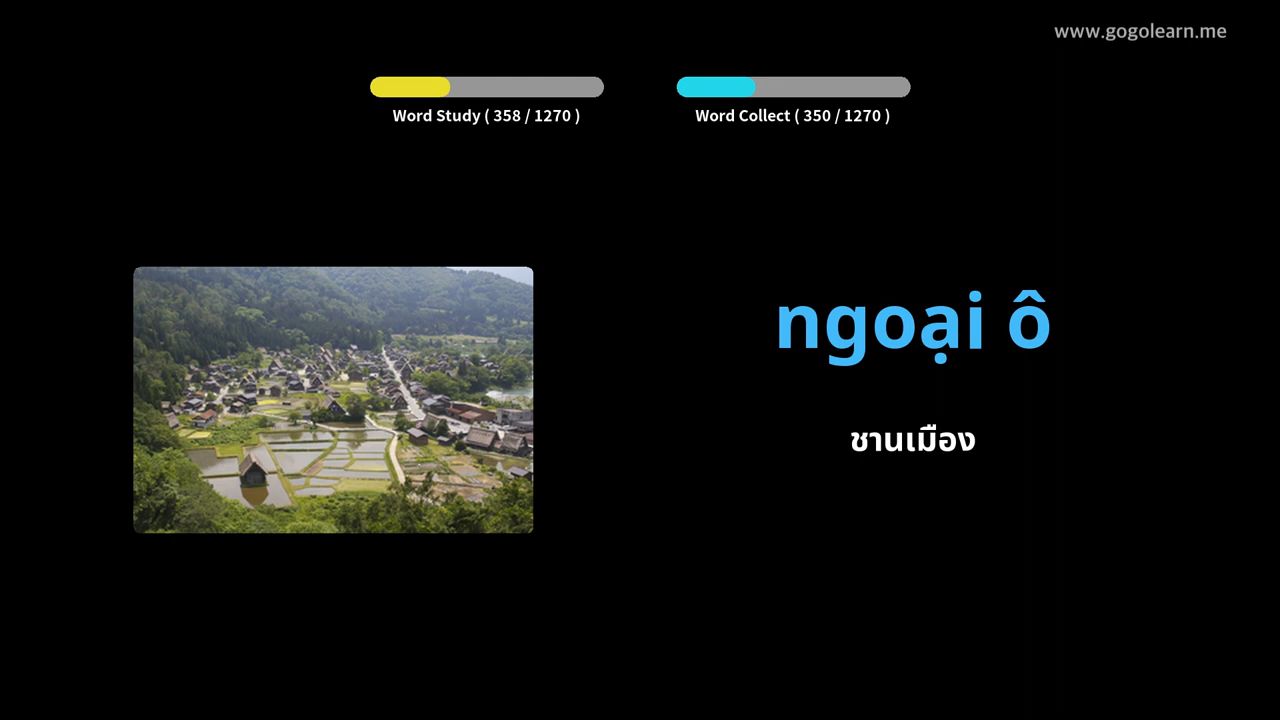 www.gogolearn.me
Word Study ( 358 / 1270 )
Word Collect ( 350 / 1270 )
ngoại ô
ชานเมือง